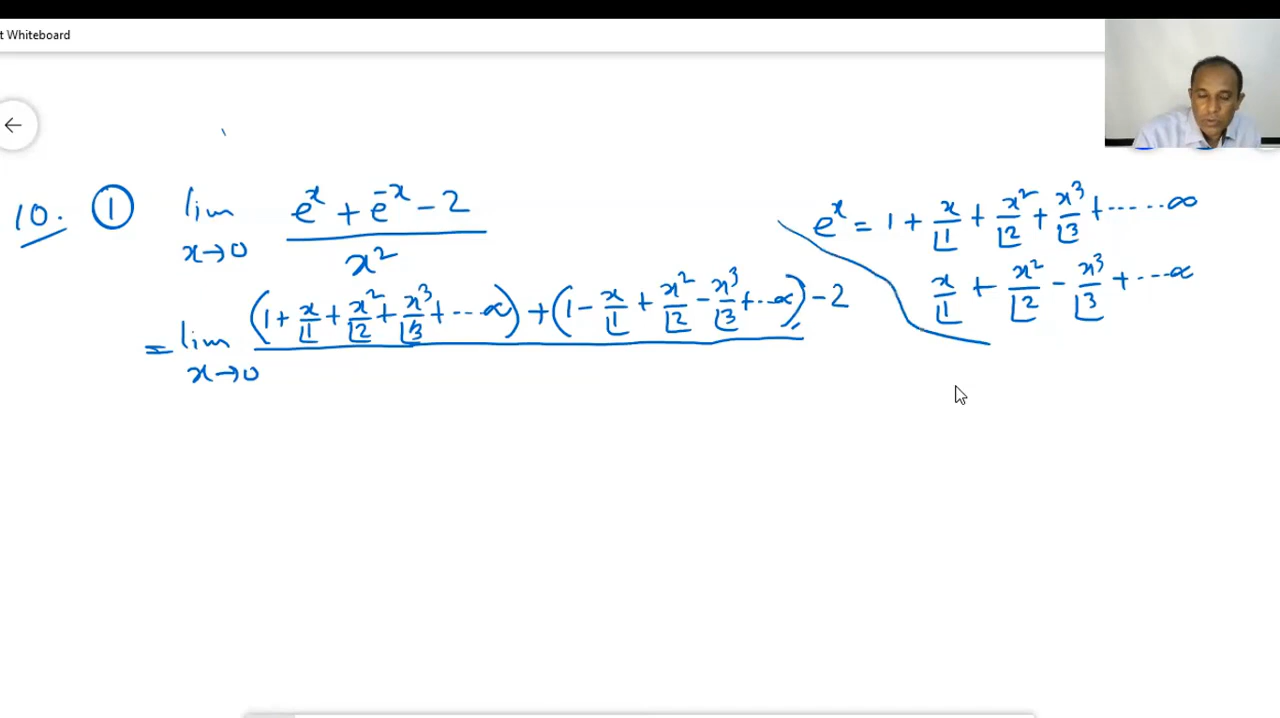 t Whiteboard
10. ① lim x→0 (e^x + e^-x - 2) / x^2
e^x = 1 + x/⌊1 + x^2/⌊2 + x^3/⌊3 + ...... ∞
x/⌊1 + x^2/⌊2 - x^3/⌊3 + ... ∞
= lim x→0 (1 + x/⌊1 + x^2/⌊2 + x^3/⌊3 + ... ∞) + (1 - x/⌊1 + x^2/⌊2 - x^3/⌊3 + .. ∞) - 2